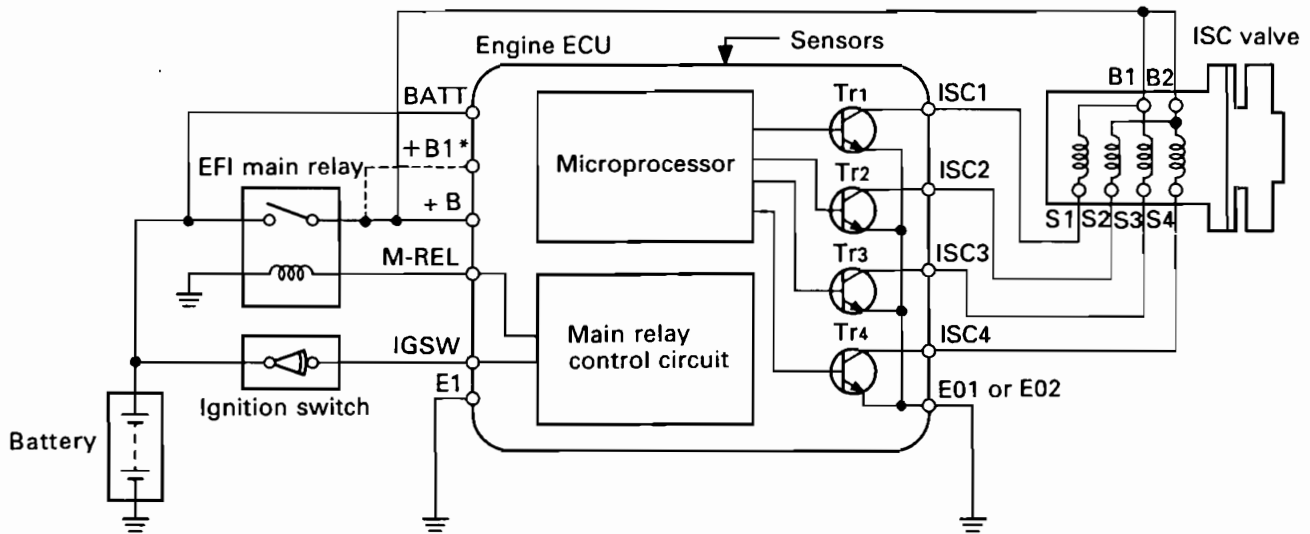 Engine ECU
Sensors
ISC valve
B1 B2
BATT
Tr1
ISC1
+B1*
EFI main relay
Microprocessor
Tr2
ISC2
+B
S1 S2 S3 S4
M-REL
Tr3
ISC3
Main relay
control circuit
IGSW
Tr4
ISC4
E1
E01 or E02
Ignition switch
Battery